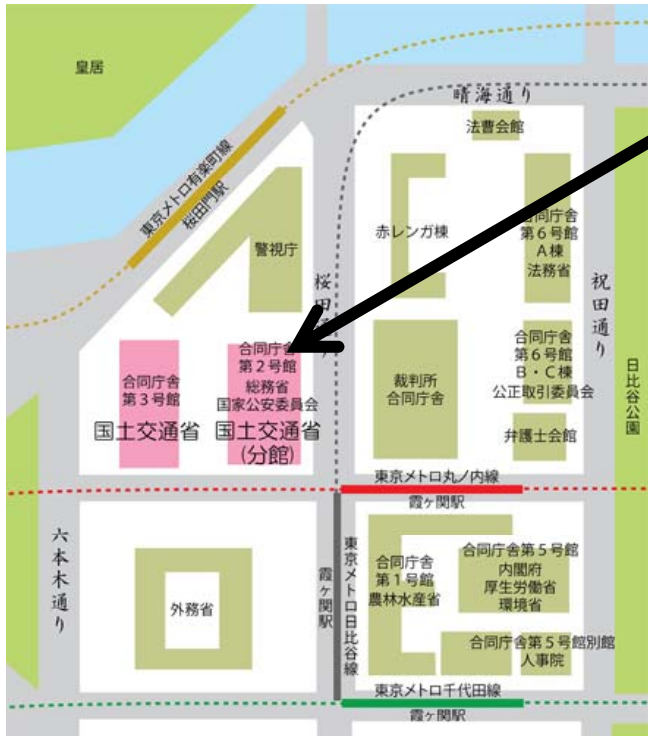 皇居
晴海通り
法曹会館
東京メトロ有楽町線
桜田門駅
警視庁
赤レンガ棟
合同庁舎
第6号館
A棟
法務省
桜田通り
祝田通り
合同庁舎
第3号館
国土交通省
合同庁舎
第2号館
総務省
国家公安委員会
国土交通省
(分館)
裁判所
合同庁舎
合同庁舎
第6号館
B・C棟
公正取引委員会
弁護士会館
日比谷公園
東京メトロ丸ノ内線
霞ヶ関駅
六本木通り
外務省
霞ヶ関駅
東京メトロ日比谷線
合同庁舎
第1号館
農林水産省
合同庁舎第5号館
内閣府
厚生労働省
環境省
合同庁舎第5号館別館
人事院
東京メトロ千代田線
霞ヶ関駅